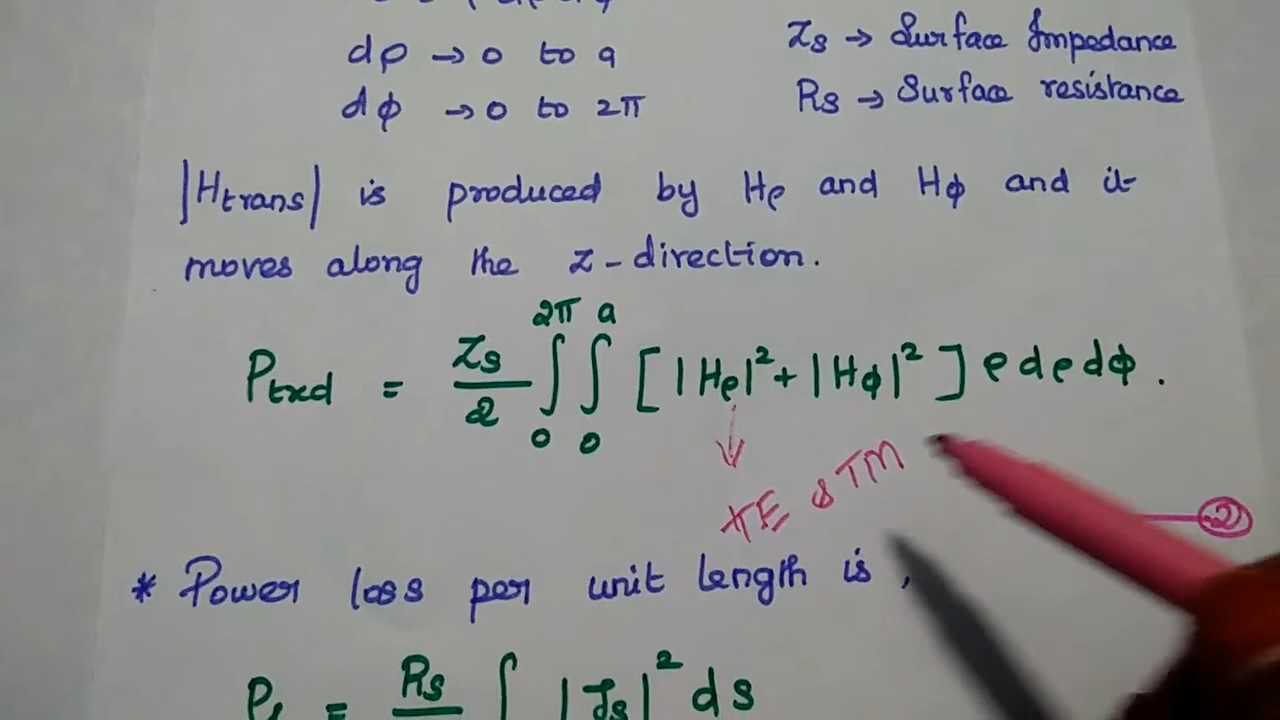 Zs → Surface Impedance
dρ → 0 to a
Rs → Surface resistance
dϕ → 0 to 2π
|Htrans| is produced by Hρ and Hϕ and it
moves along the z-direction.
Ptxd = Zs/2 ∫₀^2π ∫₀^a [|Hρ|² + |Hϕ|²] ρ dρ dϕ.
↓
TE & TM
②
* Power loss per unit length is,
Rs ∫ |Js|² ds